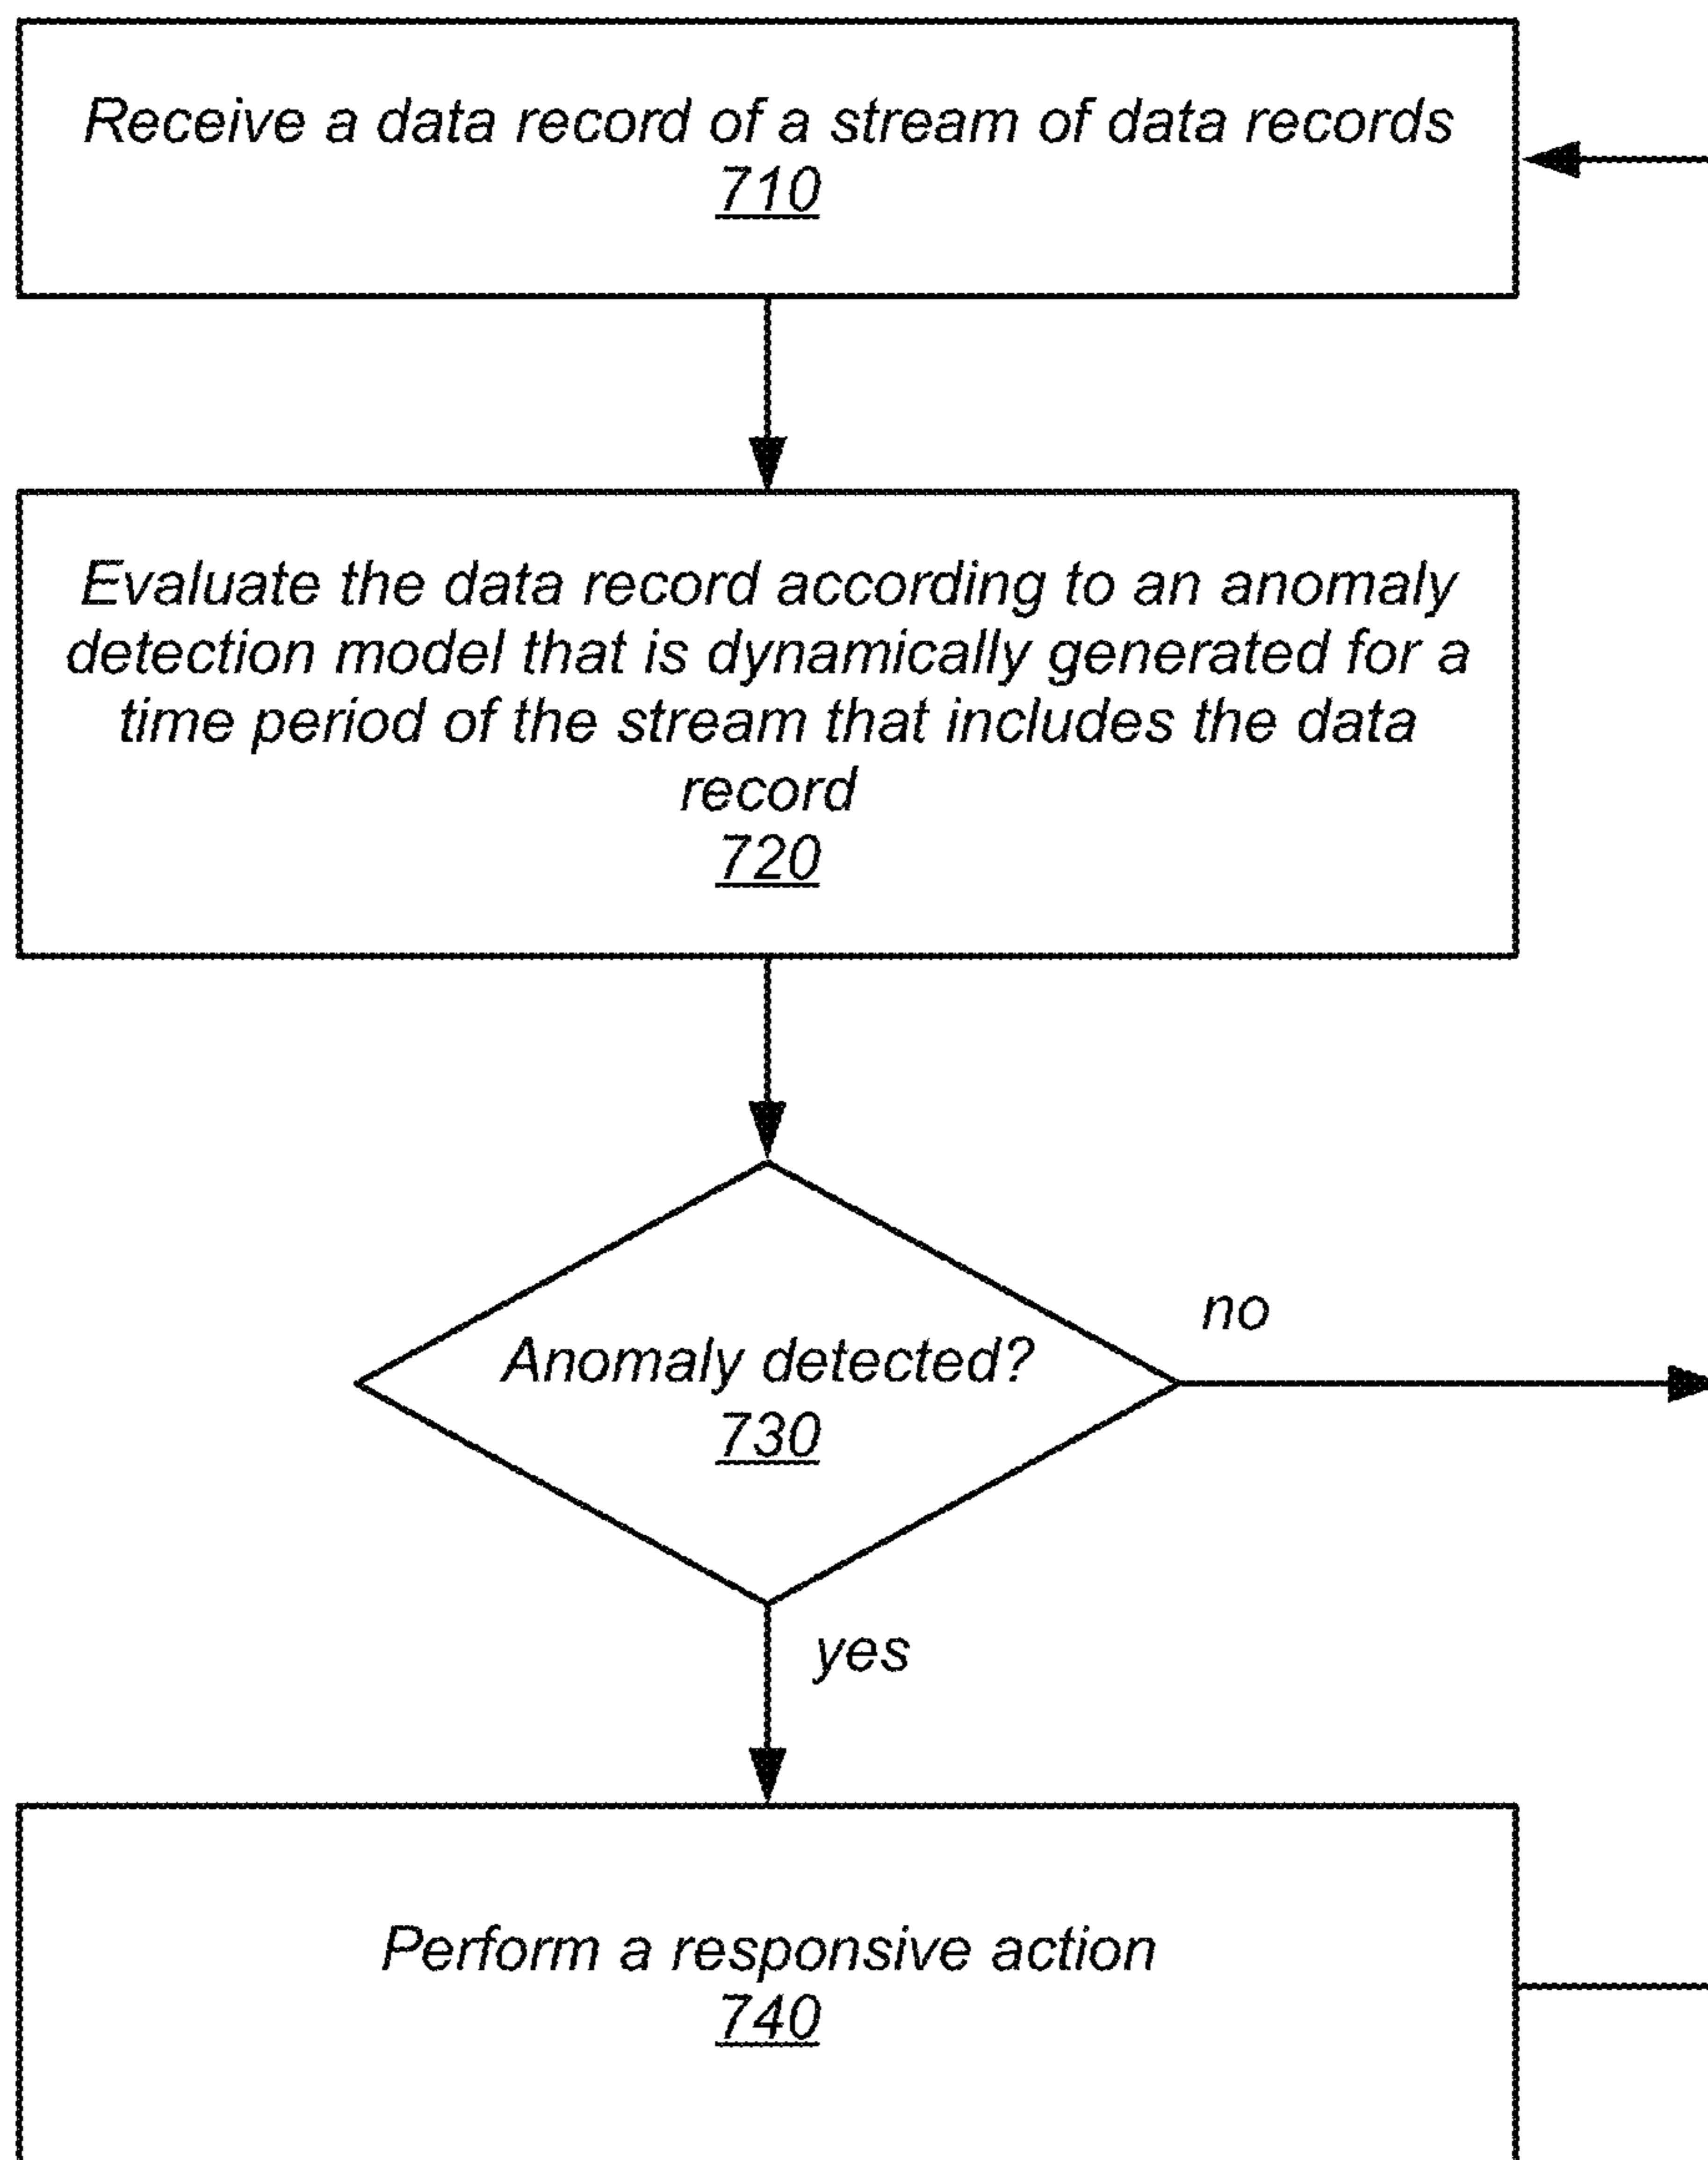 Receive a data record of a stream of data records
710
Evaluate the data record according to an anomaly
detection model that is dynamically generated for a
time period of the stream that includes the data
record
720
Anomaly detected?
730
no
yes
Perform a responsive action
740